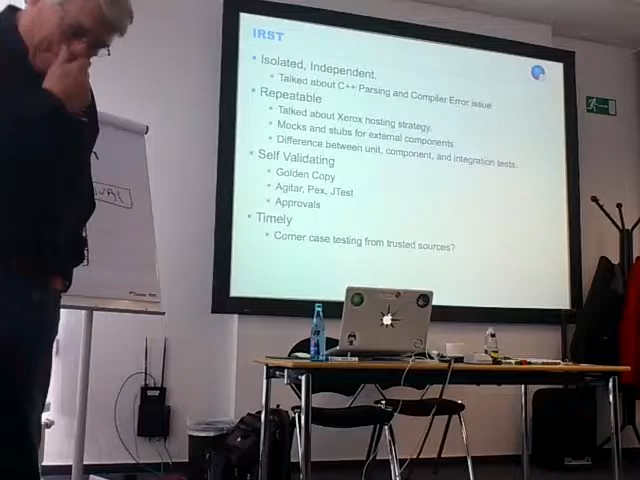 IRST
Isolated, Independent.
Talked about C++ Parsing and Compiler Error issue
Repeatable
Talked about Xerox hosting strategy.
Mocks and stubs for external components
Difference between unit, component, and integration tests.
Self Validating
Golden Copy
Agitar, Pex, JTest
Approvals
Timely
Corner case testing from trusted sources?